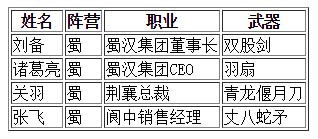 姓名 阵营 职业 武器
刘备 蜀 蜀汉集团董事长 双股剑
诸葛亮 蜀 蜀汉集团CEO 羽扇
关羽 蜀 荆襄总裁 青龙偃月刀
张飞 蜀 阆中销售经理 丈八蛇矛